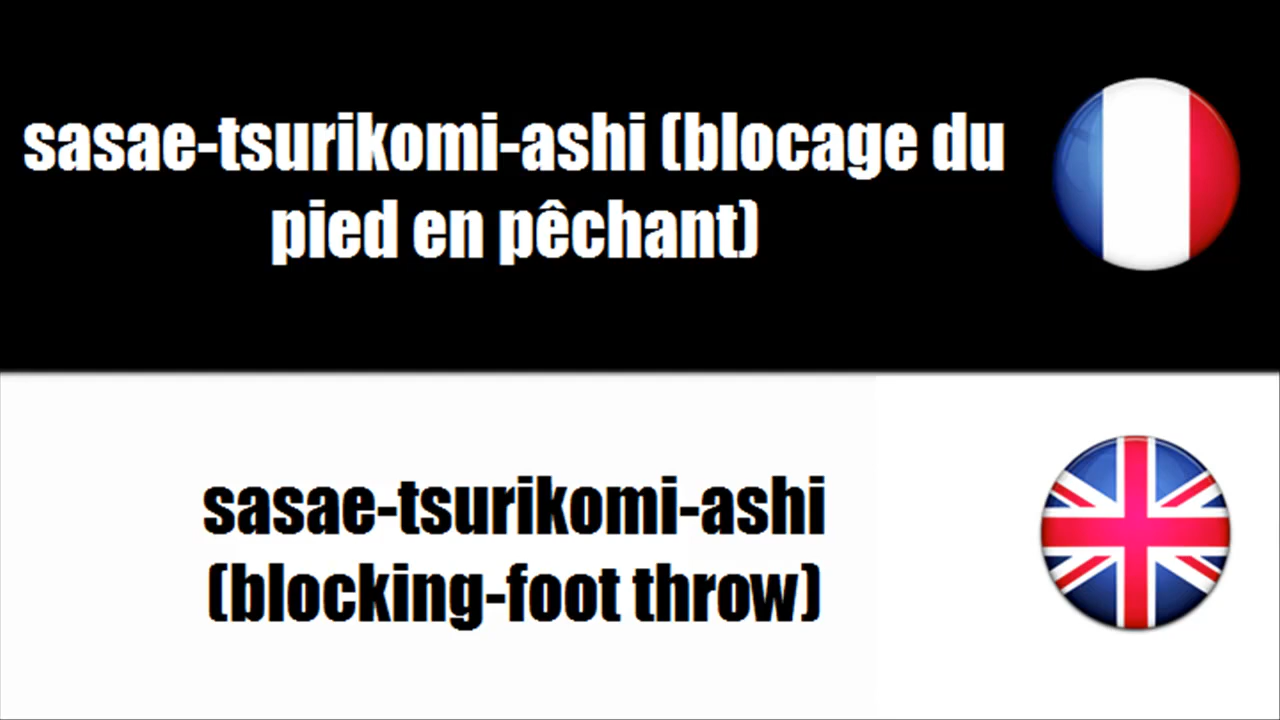 sasae-tsurikomi-ashi (blocage du
pied en pêchant)
sasae-tsurikomi-ashi
(blocking-foot throw)